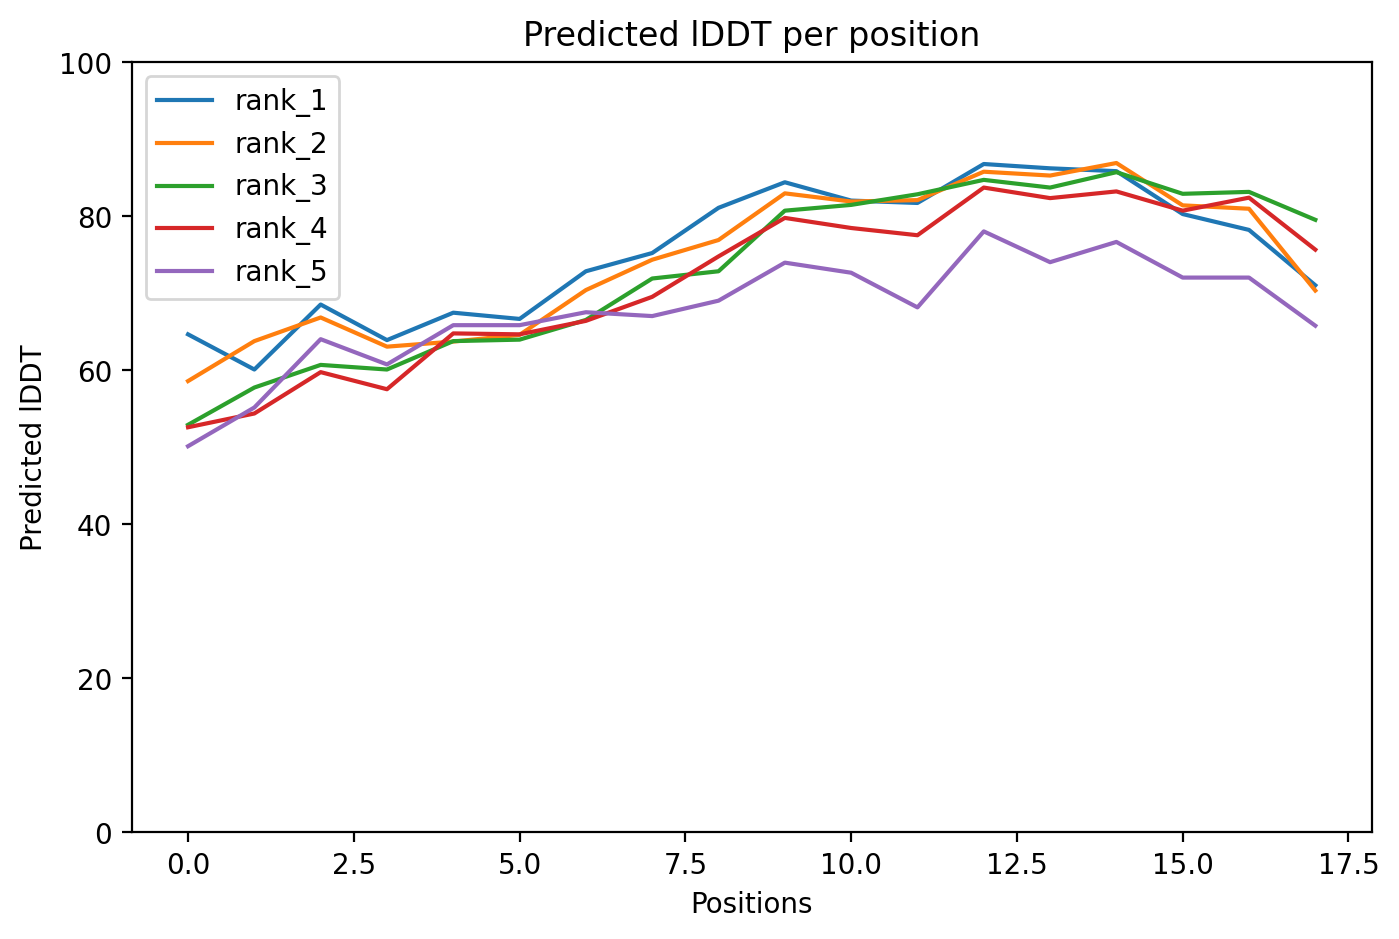 Predicted lDDT per position
100
80
60
40
20
0
Predicted lDDT
rank_1
rank_2
rank_3
rank_4
rank_5
0.0 2.5 5.0 7.5 10.0 12.5 15.0 17.5
Positions